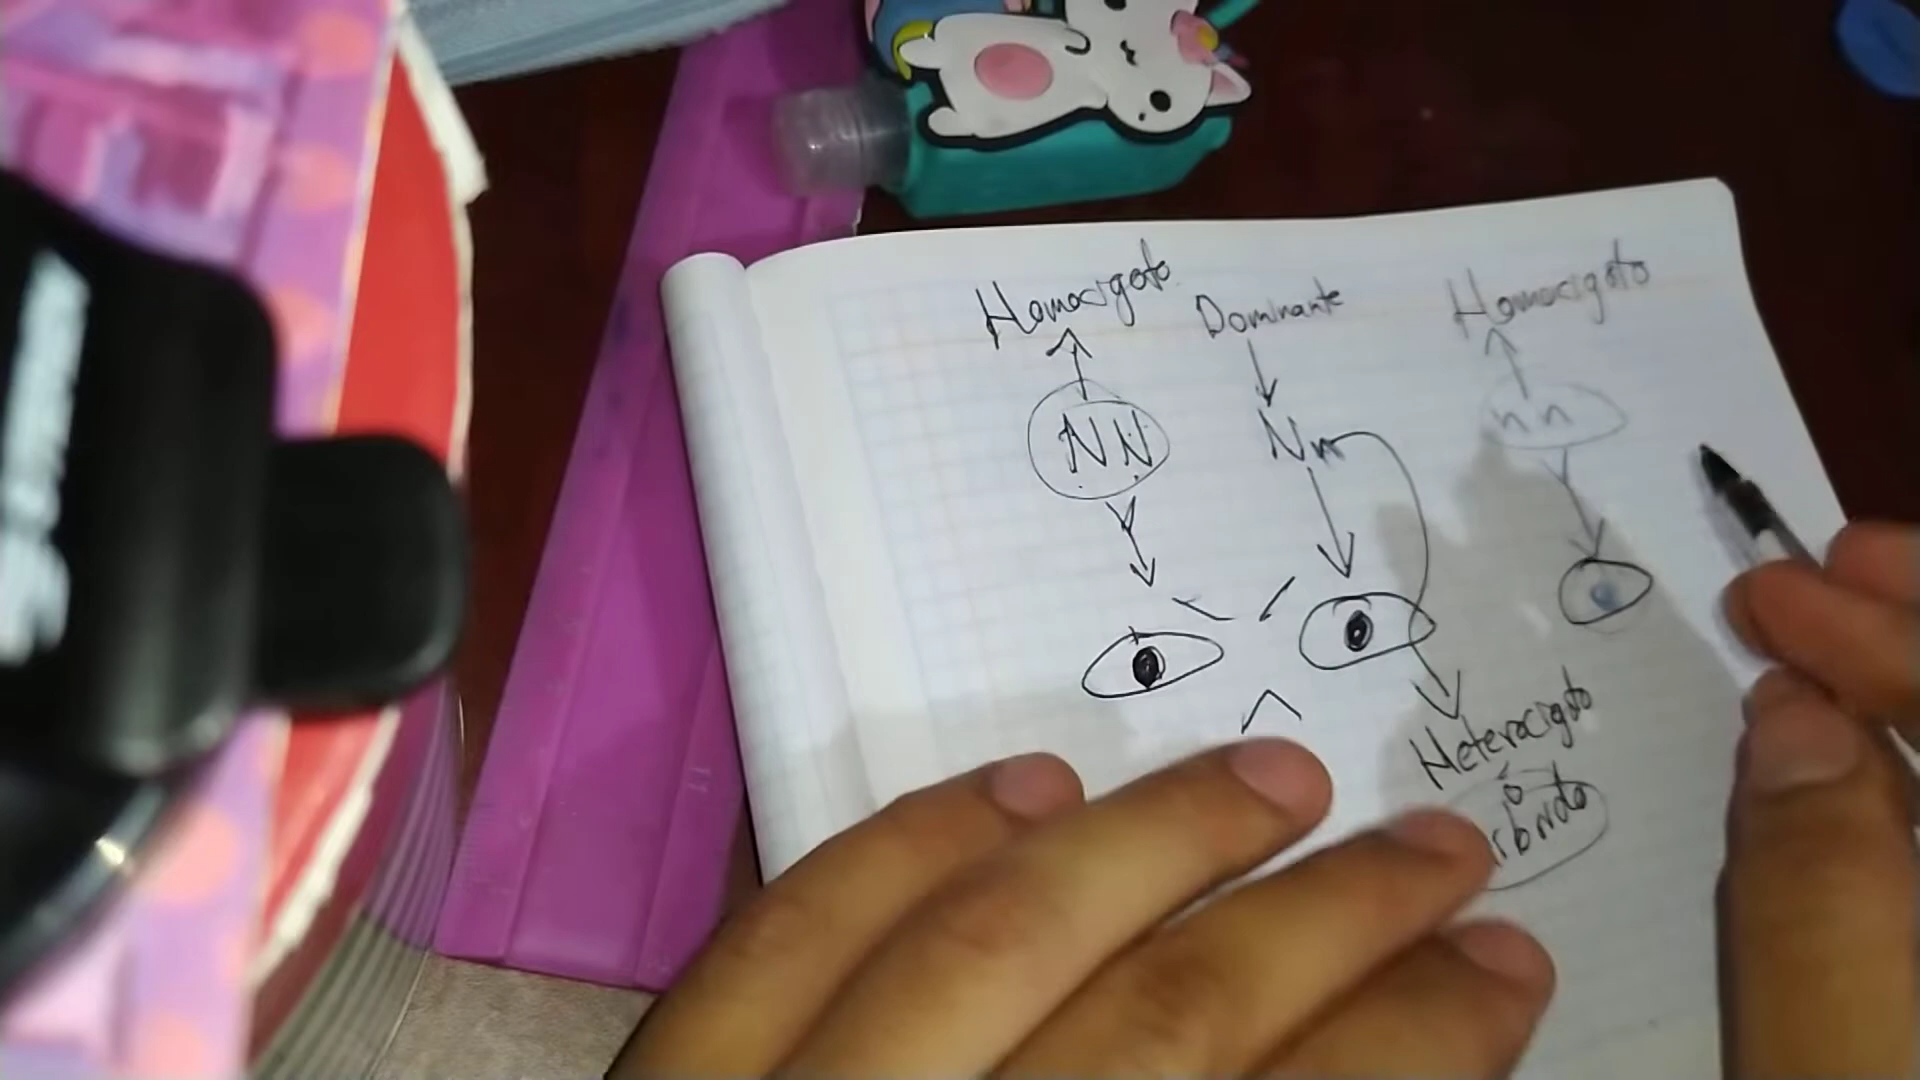 Homocigoto Dominante Homocigoto
NN Nn nn
Heterocigoto
ó